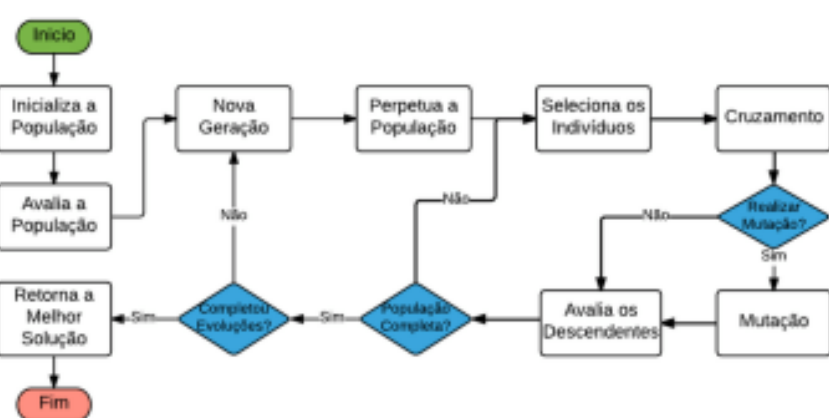 Inicio
Inicializa a
População
Nova
Geração
Perpetua a
População
Seleciona os
Indivíduos
Cruzamento
Avalia a
População
Não
Não
Não
Realizar
Mutação?
Sim
Retorna a
Melhor
Solução
Sim
Completou
Evoluções?
Sim
População
Completa?
Avalia os
Descendentes
Mutação
Fim